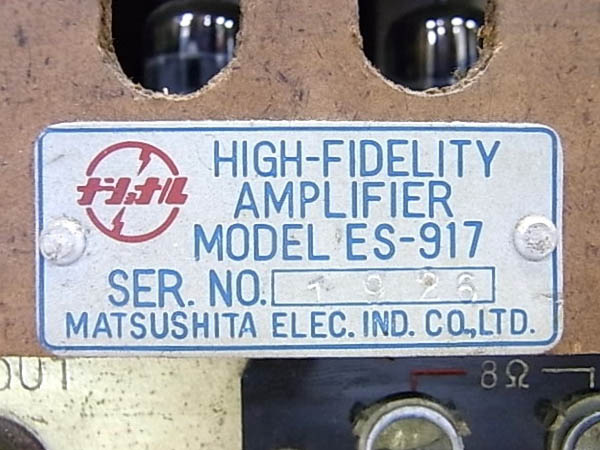 ナショナル
HIGH-FIDELITY
AMPLIFIER
MODEL ES-917
SER. NO. 1926
MATSUSHITA ELEC. IND. CO.,LTD.
OUT
8Ω